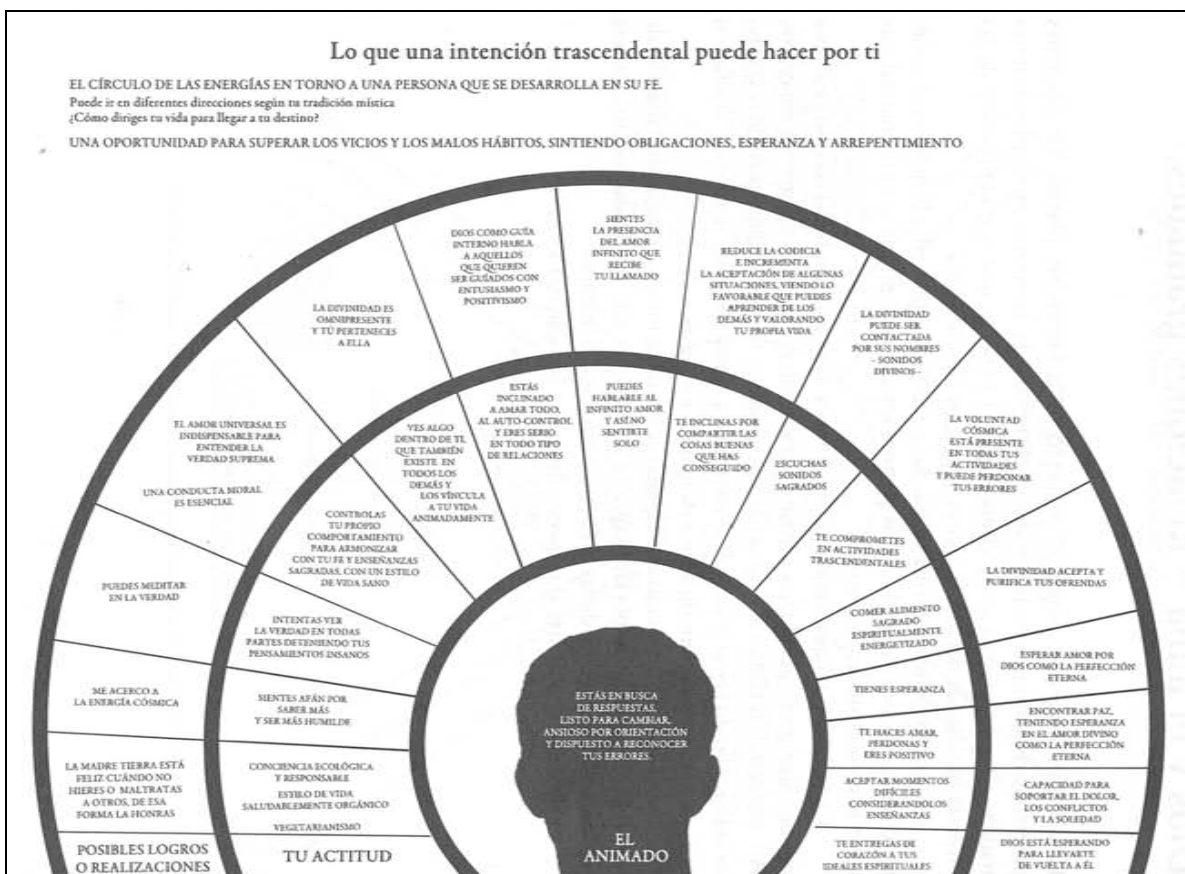 Lo que una intención trascendental puede hacer por ti
EL CÍRCULO DE LAS ENERGÍAS EN TORNO A UNA PERSONA QUE SE DESARROLLA EN SU FE.
Puede ir en diferentes direcciones según tu tradición mística
¿Cómo diriges tu vida para llegar a tu destino?
UNA OPORTUNIDAD PARA SUPERAR LOS VICIOS Y LOS MALOS HÁBITOS, SINTIENDO OBLIGACIONES, ESPERANZA Y ARREPENTIMIENTO
LA MADRE TIERRA ESTÁ
FELIZ CUÁNDO NO
HIERES O MALTRATAS
A OTROS, DE ESA
FORMA LA HONRAS
ME ACERCO A
LA ENERGÍA CÓSMICA
PUEDES MEDITAR
EN LA VERDAD
EL AMOR UNIVERSAL ES
INDISPENSABLE PARA
ENTENDER LA
VERDAD SUPREMA
UNA CONDUCTA MORAL
ES ESENCIAL
LA DIVINIDAD ES
OMNIPRESENTE
Y TÚ PERTENECES
A ELLA
DIOS COMO GUÍA
INTERNO HABLA
A AQUELLOS
QUE QUIEREN
SER GUÍADOS CON
ENTUSIASMO Y
POSITIVISMO
SIENTES
LA PRESENCIA
DEL AMOR
INFINITO QUE
RECIBE
TU LLAMADO
REDUCE LA CODICIA
E INCREMENTA
LA ACEPTACIÓN DE ALGUNAS
SITUACIONES, VIENDO LO
FAVORABLE QUE PUEDES
APRENDER DE LOS
DEMÁS Y VALORANDO
TU PROPIA VIDA
LA DIVINIDAD
PUEDE SER
CONTACTADA
POR SUS NOMBRES
- SONIDOS
DIVINOS -
LA VOLUNTAD
CÓSMICA
ESTÁ PRESENTE
EN TODAS TUS
ACTIVIDADES
Y PUEDE PERDONAR
TUS ERRORES
LA DIVINIDAD ACEPTA Y
PURIFICA TUS OFRENDAS
ESPERAR AMOR POR
DIOS COMO LA PERFECCIÓN
ETERNA
ENCONTRAR PAZ,
TENIENDO ESPERANZA
EN EL AMOR DIVINO
COMO LA PERFECCIÓN
ETERNA
CAPACIDAD PARA
SOPORTAR EL DOLOR,
LOS CONFLICTOS
Y LA SOLEDAD
DIOS ESTÁ ESPERANDO
PARA LLEVARTE
DE VUELTA A ÉL
CONCIENCIA ECOLÓGICA
Y RESPONSABLE
ESTILO DE VIDA
SALUDABLEMENTE ORGÁNICO
VEGETARIANISMO
SIENTES AFÁN POR
SABER MÁS
Y SER MÁS HUMILDE
INTENTAS VER
LA VERDAD EN TODAS
PARTES DETENIENDO TUS
PENSAMIENTOS INSANOS
CONTROLAS
TU PROPIO
COMPORTAMIENTO
PARA ARMONIZAR
CON TU FE Y ENSEÑANZAS
SAGRADAS, CON UN ESTILO
DE VIDA SANO
VES ALGO
DENTRO DE TI,
QUE TAMBIÉN
EXISTE EN
TODOS LOS
DEMÁS Y
LOS VÍNCULA
A TU VIDA
ANIMADAMENTE
ESTÁS
INCLINADO
A AMAR TODO,
AL AUTO-CONTROL
Y ERES SERIO
EN TODO TIPO
DE RELACIONES
PUEDES
HABLARLE AL
INFINITO AMOR
Y ASÍ NO
SENTIRTE
SOLO
TE INCLINAS POR
COMPARTIR LAS
COSAS BUENAS
QUE HAS
CONSEGUIDO
ESCUCHAS
SONIDOS
SAGRADOS
TE COMPROMETES
EN ACTIVIDADES
TRASCENDENTALES
COMER ALIMENTO
SAGRADO
ESPIRITUALMENTE
ENERGETIZADO
TIENES ESPERANZA
TE HACES AMAR,
PERDONAS Y
ERES POSITIVO
ACEPTAR MOMENTOS
DIFÍCILES
CONSIDERANDOLOS
ENSEÑANZAS
TE ENTREGAS DE
CORAZÓN A TUS
IDEALES ESPIRITUALES
ESTÁS EN BUSCA
DE RESPUESTAS,
LISTO PARA CAMBIAR,
ANSIOSO POR ORIENTACIÓN
Y DISPUESTO A RECONOCER
TUS ERRORES.
EL
ANIMADO
POSIBLES LOGROS
O REALIZACIONES
TU ACTITUD